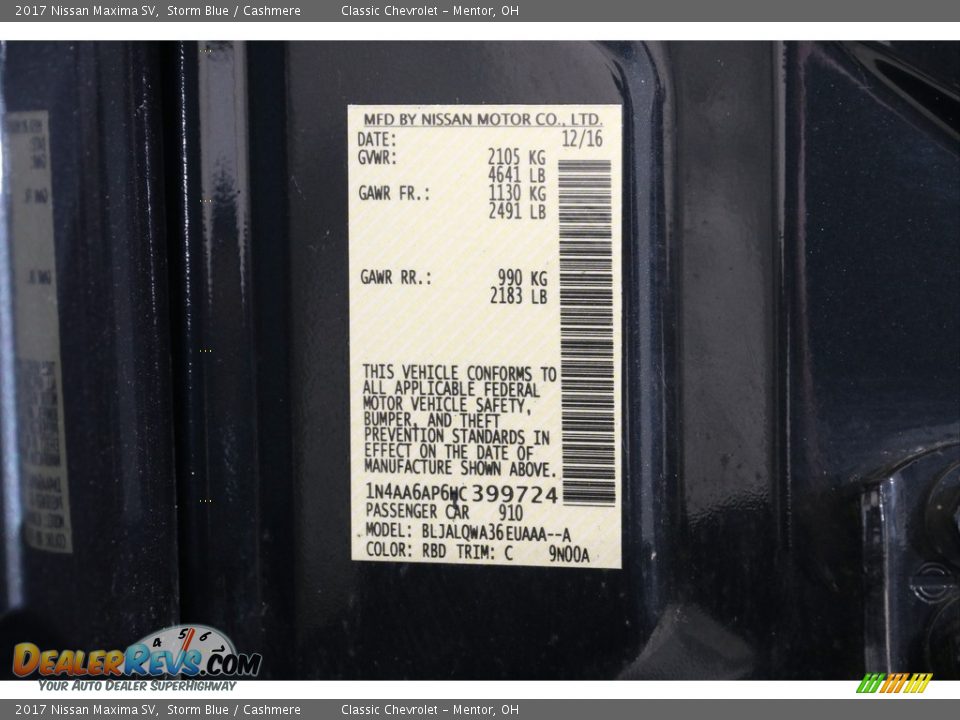 2017 Nissan Maxima SV,  Storm Blue / Cashmere        Classic Chevrolet - Mentor, OH
MFD BY NISSAN MOTOR CO., LTD.
DATE: 12/16
GVWR: 2105 KG
4641 LB
GAWR FR.: 1130 KG
2491 LB
GAWR RR.: 990 KG
2183 LB
THIS VEHICLE CONFORMS TO
ALL APPLICABLE FEDERAL
MOTOR VEHICLE SAFETY,
BUMPER, AND THEFT
PREVENTION STANDARDS IN
EFFECT ON THE DATE OF
MANUFACTURE SHOWN ABOVE.
1N4AA6AP6HC399724
PASSENGER CAR 910
MODEL: BLJALQWA36EUAAA--A
COLOR: RBD TRIM: C 9N00A
4 5 6
DEALERREVS.COM
YOUR AUTO DEALER SUPERHIGHWAY
2017 Nissan Maxima SV,  Storm Blue / Cashmere        Classic Chevrolet - Mentor, OH